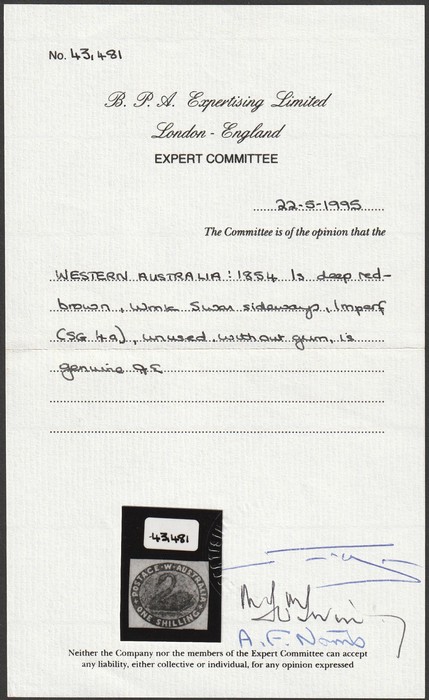 No. 43,481
B. P. A. Expertising Limited
London - England
EXPERT COMMITTEE
22-5-1995
The Committee is of the opinion that the
WESTERN AUSTRALIA: 1854 1s deep red-
brown, Wmk Swan sideways, Imperf
(SG 4a), unused without gum, is
genuine
43,481
POSTAGE·W·AUSTRALIA
ONE SHILLING
A. F. Norris
Neither the Company nor the members of the Expert Committee can accept
any liability, either collective or individual, for any opinion expressed